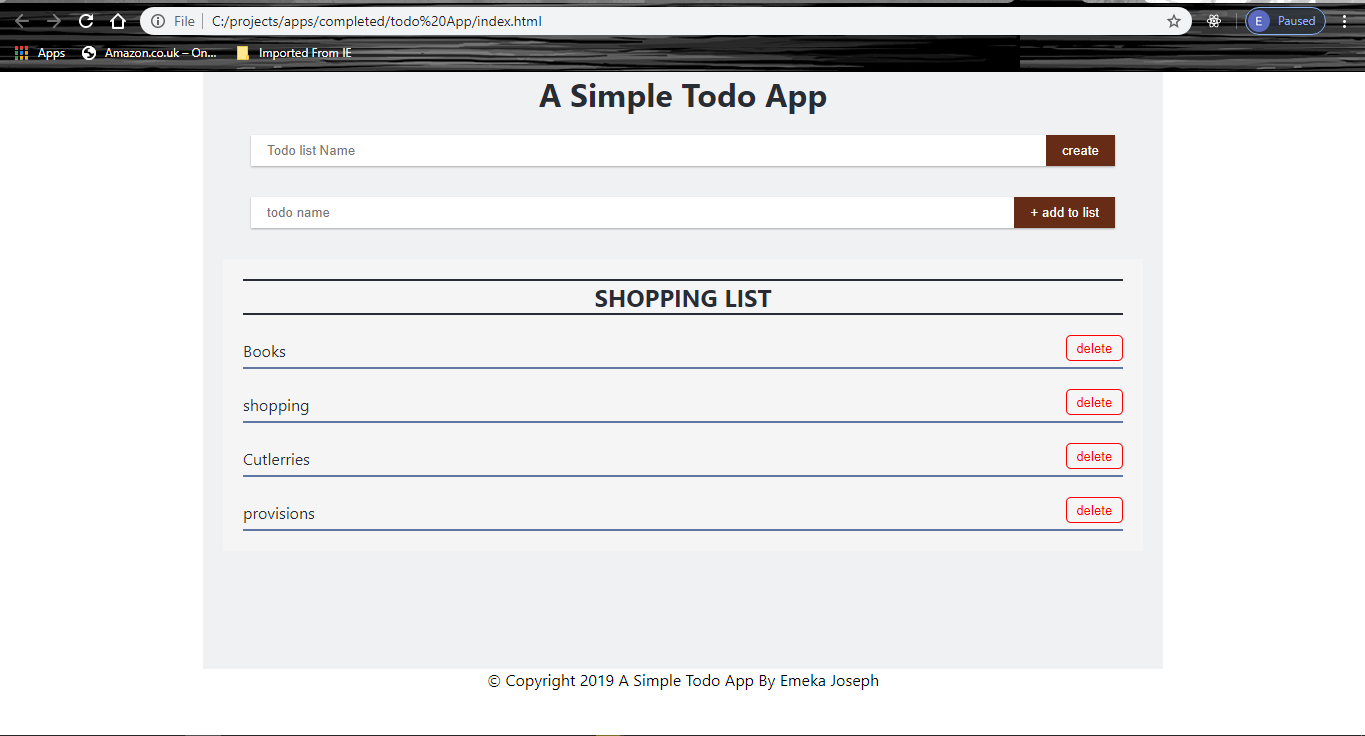 File C:/projects/apps/completed/todo%20App/index.html E Paused
Apps Amazon.co.uk – On... Imported From IE
A Simple Todo App
Todo list Name create
todo name + add to list
SHOPPING LIST
Books delete
shopping delete
Cutlerries delete
provisions delete
© Copyright 2019 A Simple Todo App By Emeka Joseph